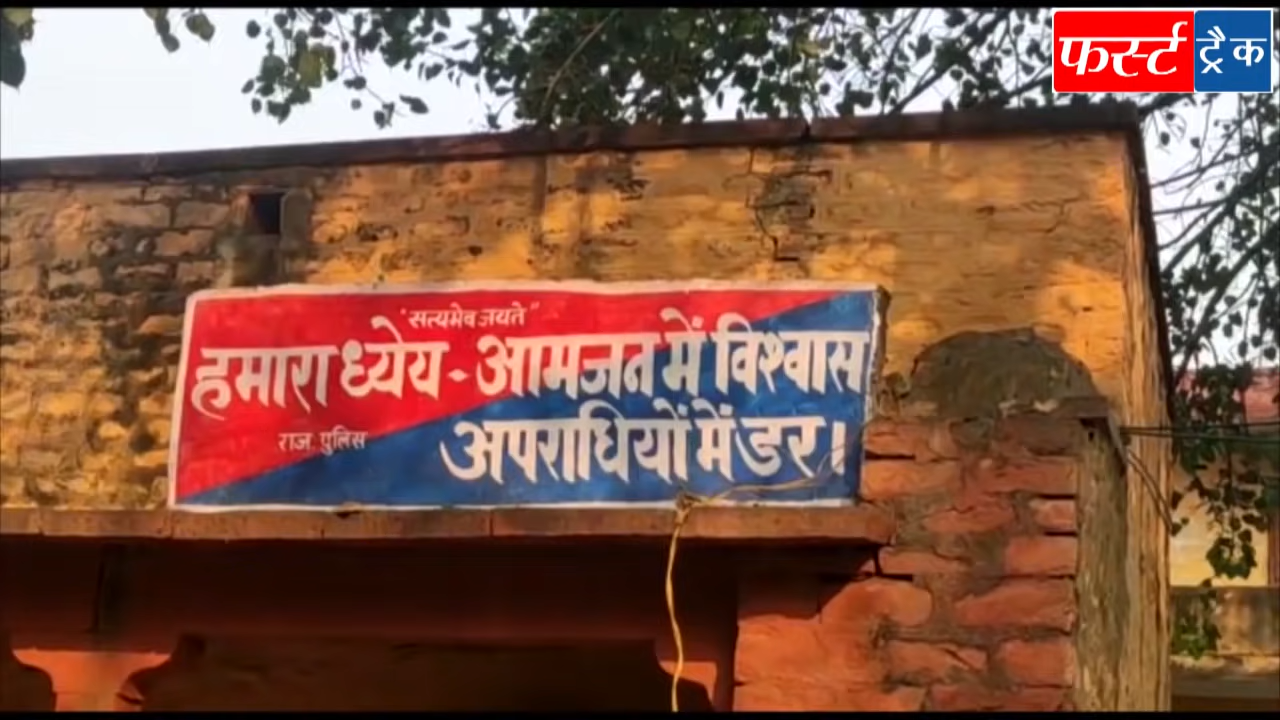 फर्स्ट ट्रैक
"सत्यमेव जयते"
हमारा ध्येय - आमजन में विश्वास
अपराधियों में डर।
राज. पुलिस